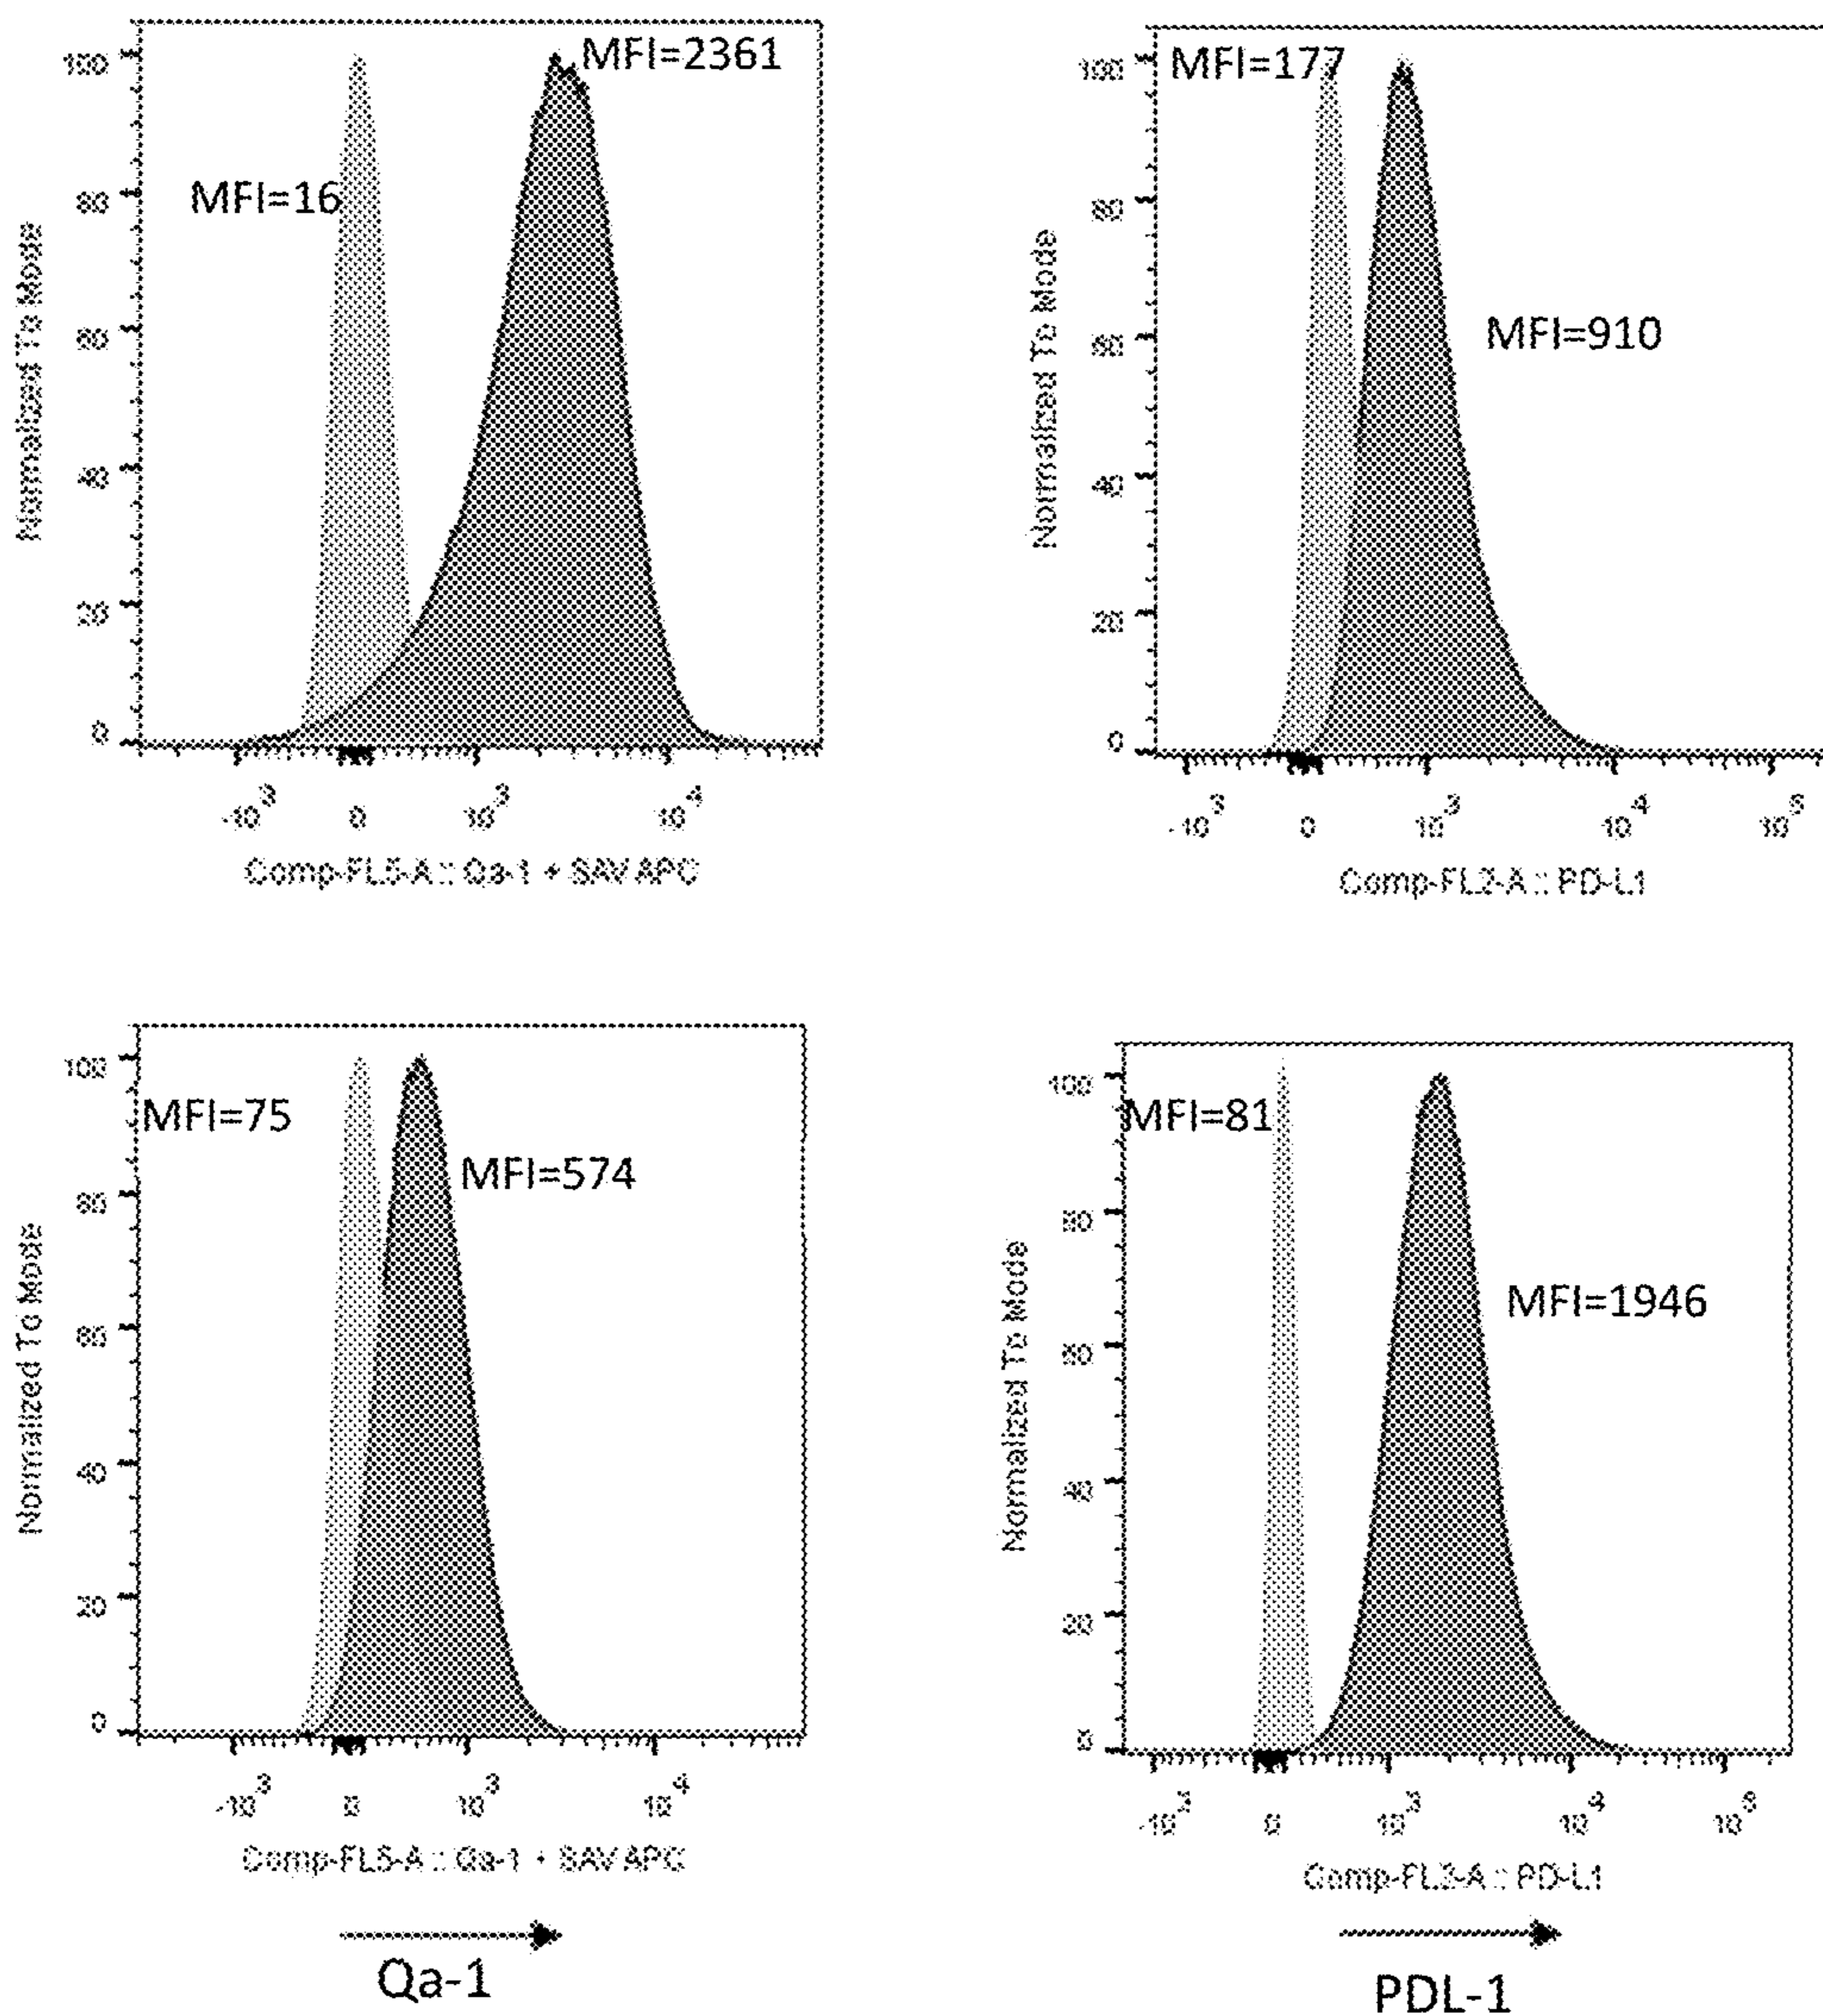 100
80
60
40
20
0
Normalized To Mode
MFI=16
MFI=2361
-10^3
0
10^3
10^4
Comp-FL5-A :: Qa-1 + SAV APC
100
80
60
40
20
0
Normalized To Mode
MFI=177
MFI=910
-10^3
0
10^3
10^4
10^5
Comp-FL2-A :: PD-L1
100
80
60
40
20
0
Normalized To Mode
MFI=75
MFI=574
-10^3
0
10^3
10^4
Comp-FL5-A :: Qa-1 + SAV APC
Qa-1
100
80
60
40
20
0
Normalized To Mode
MFI=81
MFI=1946
-10^3
0
10^3
10^4
10^5
Comp-FL2-A :: PD-L1
PDL-1